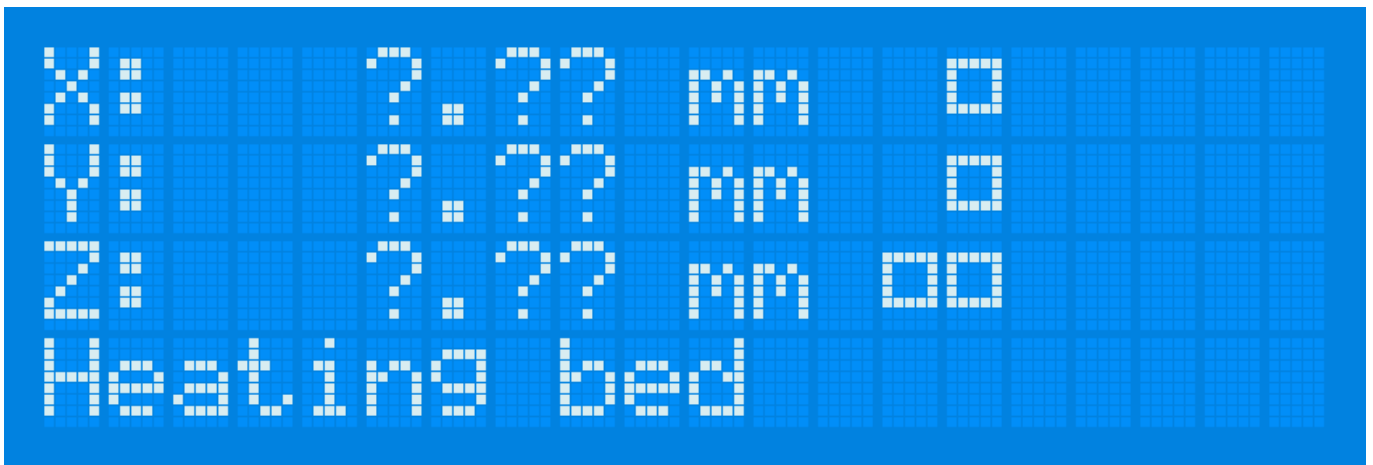 X:   ?.?? mm  □
Y:   ?.?? mm  □
Z:   ?.?? mm □□
Heating bed